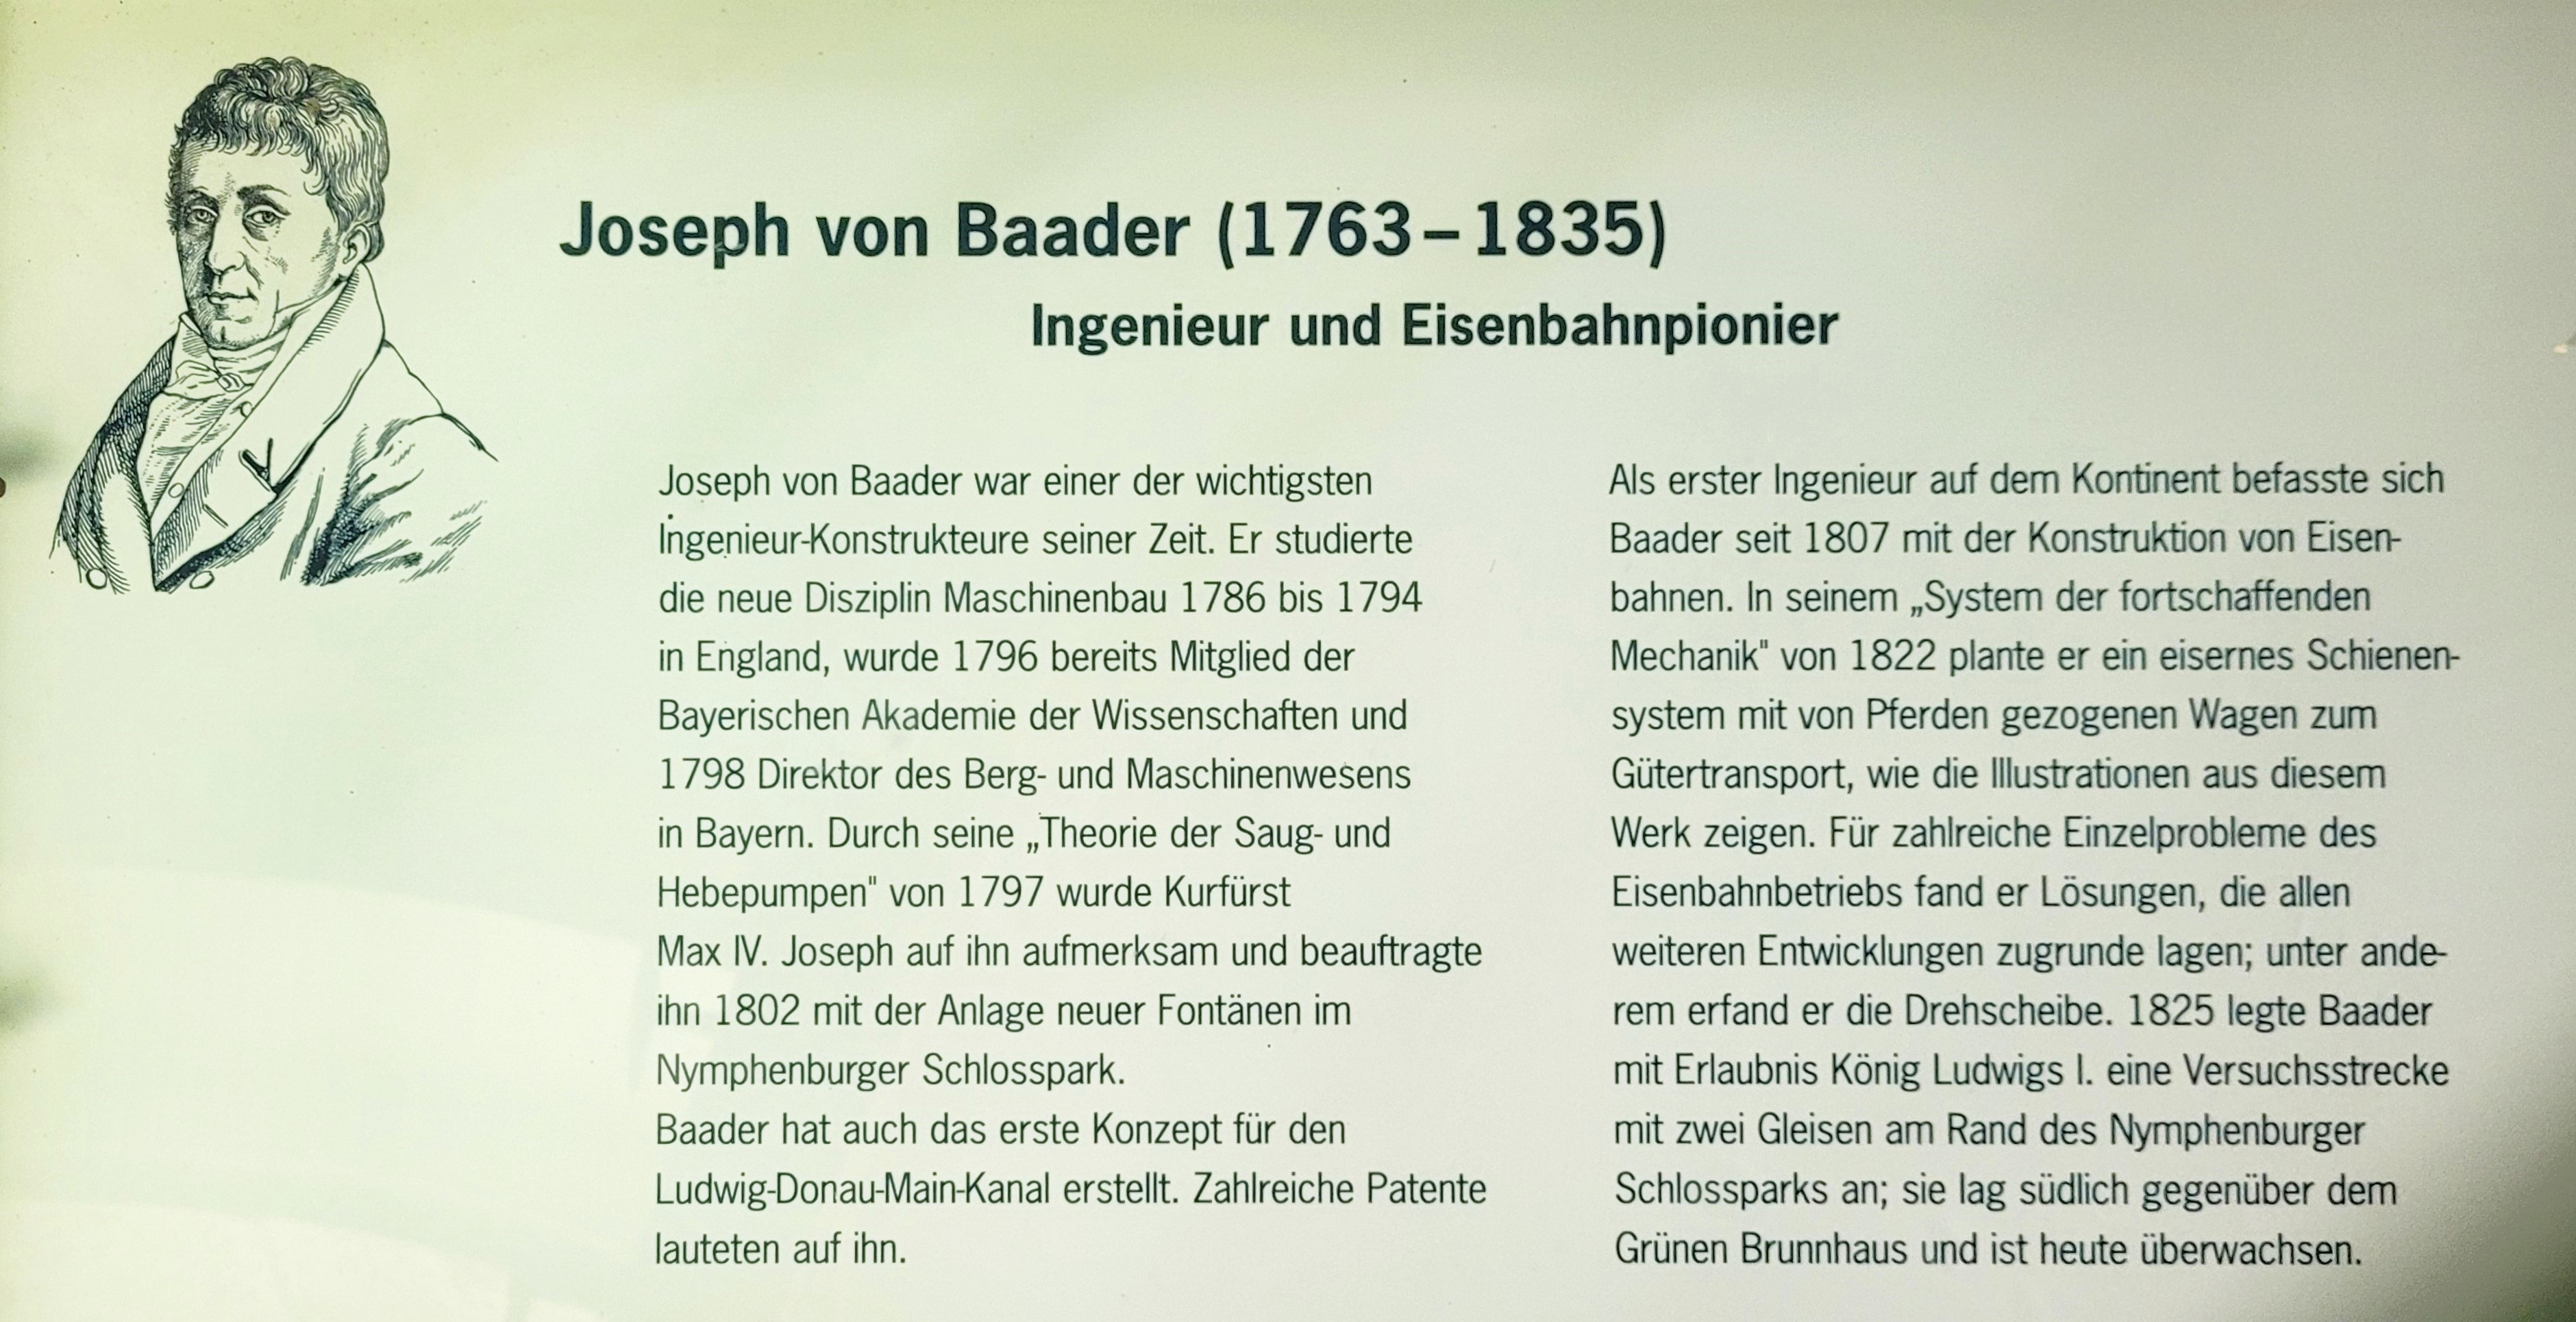 Joseph von Baader (1763–1835)
Ingenieur und Eisenbahnpionier
Joseph von Baader war einer der wichtigsten
Ingenieur-Konstrukteure seiner Zeit. Er studierte
die neue Disziplin Maschinenbau 1786 bis 1794
in England, wurde 1796 bereits Mitglied der
Bayerischen Akademie der Wissenschaften und
1798 Direktor des Berg- und Maschinenwesens
in Bayern. Durch seine „Theorie der Saug- und
Hebepumpen" von 1797 wurde Kurfürst
Max IV. Joseph auf ihn aufmerksam und beauftragte
ihn 1802 mit der Anlage neuer Fontänen im
Nymphenburger Schlosspark.
Baader hat auch das erste Konzept für den
Ludwig-Donau-Main-Kanal erstellt. Zahlreiche Patente
lauteten auf ihn.
Als erster Ingenieur auf dem Kontinent befasste sich
Baader seit 1807 mit der Konstruktion von Eisen-
bahnen. In seinem „System der fortschaffenden
Mechanik" von 1822 plante er ein eisernes Schienen-
system mit von Pferden gezogenen Wagen zum
Gütertransport, wie die Illustrationen aus diesem
Werk zeigen. Für zahlreiche Einzelprobleme des
Eisenbahnbetriebs fand er Lösungen, die allen
weiteren Entwicklungen zugrunde lagen; unter ande-
rem erfand er die Drehscheibe. 1825 legte Baader
mit Erlaubnis König Ludwigs I. eine Versuchsstrecke
mit zwei Gleisen am Rand des Nymphenburger
Schlossparks an; sie lag südlich gegenüber dem
Grünen Brunnhaus und ist heute überwachsen.